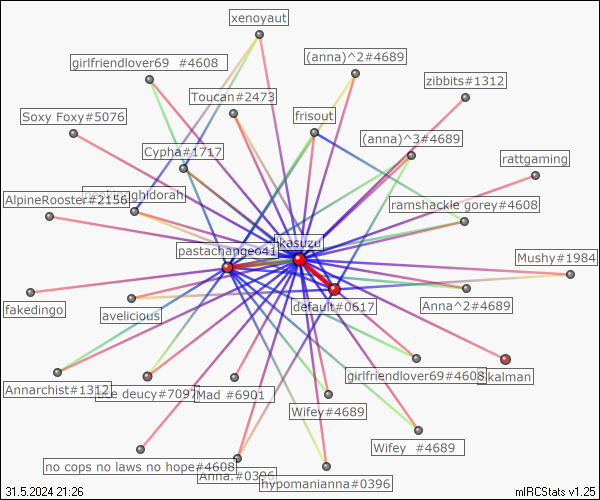 xenoyaut
girlfriendlover69 #4608
(anna)^2#4689
zibbits#1312
Toucan#2473
Soxy Foxy#5076
frisout
(anna)^3#4689
Cypha#1717
rattgaming
ghidorah
AlpineRooster#2156
ramshackle gorey#4608
kasuzu
pastachangeo41
Mushy#1984
default#0617
Anna^2#4689
fakedingo
avelicious
girlfriendlover69#4608
kalman
Annarchist#1312
deucy#7097
Mad #6901
Wifey#4689
Wifey #4689
no cops no laws no hope#4608
Anna.#0396
hypomanianna#0396
31.5.2024 21:26
mIRCStats v1.25